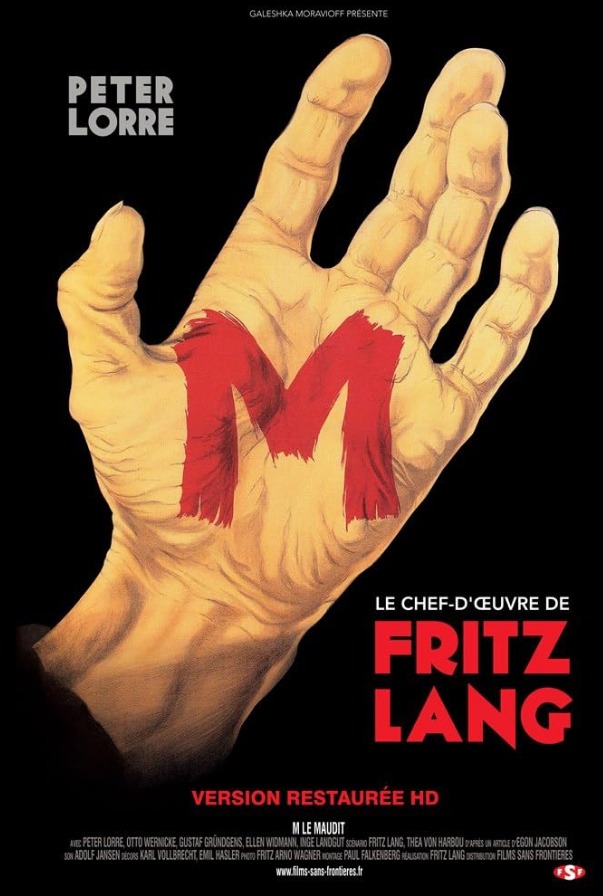 GALESHKA MORAVIOFF PRÉSENTE
PETER
LORRE
M
LE CHEF-D'ŒUVRE DE
FRITZ
LANG
VERSION RESTAURÉE HD
M LE MAUDIT
AVEC PETER LORRE, OTTO WERNICKE, GUSTAF GRÜNDGENS, ELLEN WIDMANN, INGE LANDGUT SCÉNARIO FRITZ LANG, THEA VON HARBOU D'APRÈS UN ARTICLE D'EGON JACOBSON
SON ADOLF JANSEN DÉCORS KARL VOLLBRECHT, EMIL HASLER PHOTO FRITZ ARNO WAGNER MONTAGE PAUL FALKENBERG RÉALISATION FRITZ LANG DISTRIBUTION FILMS SANS FRONTIERES
www.films-sans-frontieres.fr
FSF